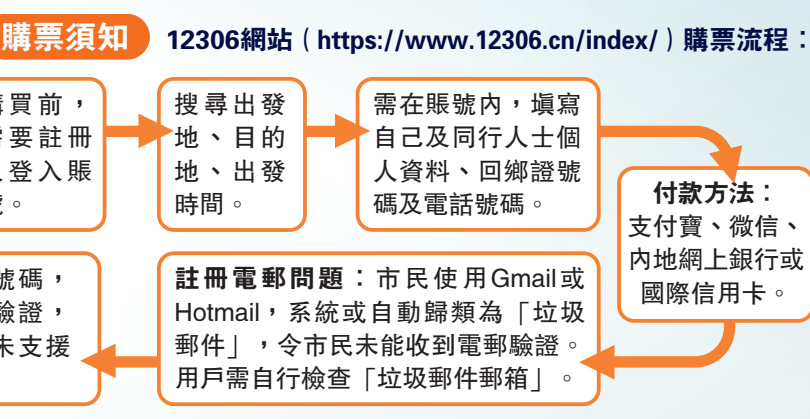 購票須知
12306網站（https://www.12306.cn/index/）購票流程：
購買前，
需要註冊
登入賬
。
搜尋出發
地、目的
地、出發
時間。
需在賬號內，填寫
自己及同行人士個
人資料、回鄉證號
碼及電話號碼。
付款方法：
支付寶、微信、
內地網上銀行或
國際信用卡。
註冊電郵問題：市民使用Gmail或
Hotmail，系統或自動歸類為「垃圾
郵件」，令市民未能收到電郵驗證。
用戶需自行檢查「垃圾郵件郵箱」。
號碼，
驗證，
未支援